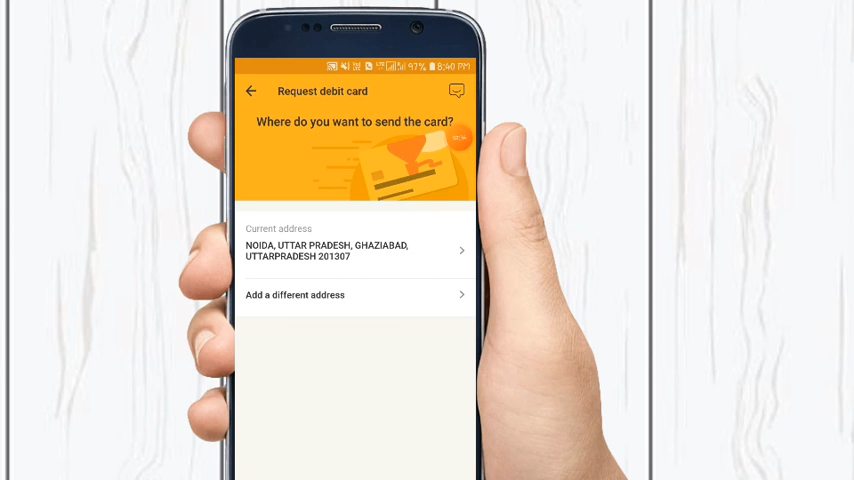 97% 8:40 PM
Request debit card
Where do you want to send the card?
Current address
NOIDA, UTTAR PRADESH, GHAZIABAD,
UTTARPRADESH 201307
Add a different address